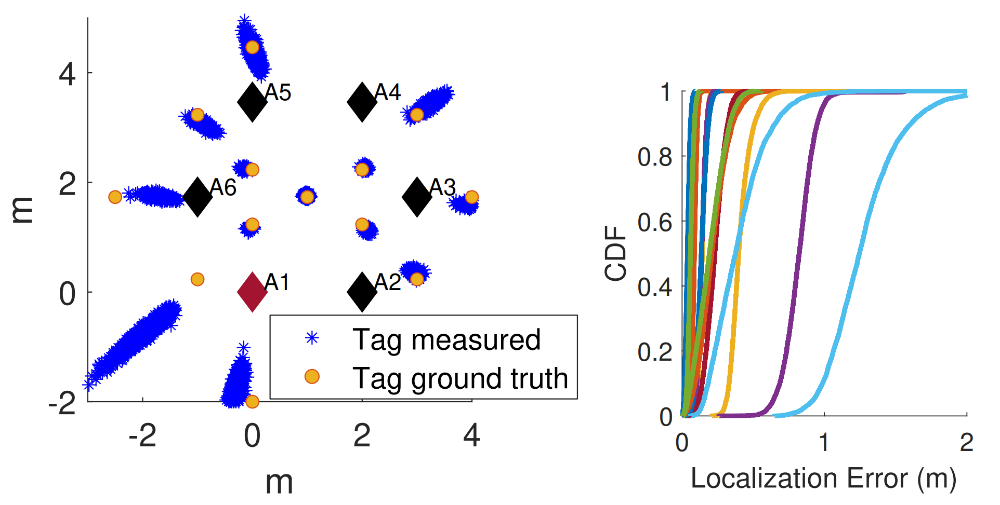 4
2
0
-2
-2
0
2
4
m
m
A5
A4
A6
A3
A1
A2
Tag measured
Tag ground truth
1
0.8
0.6
0.4
0.2
0
0
1
2
CDF
Localization Error (m)